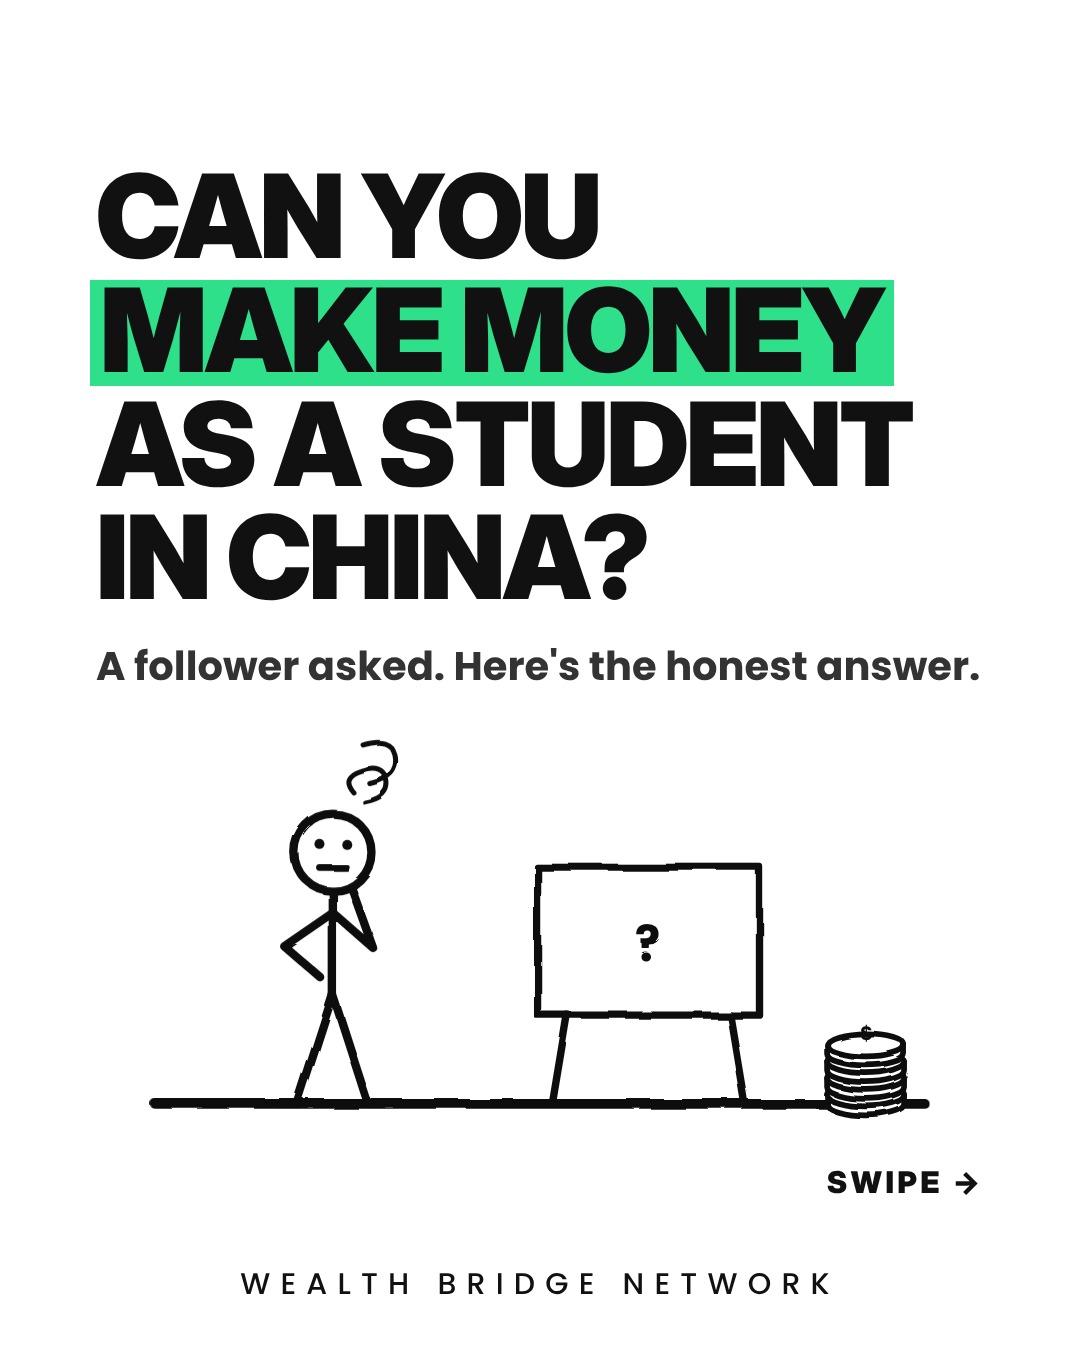 CAN YOU
MAKE MONEY
AS A STUDENT
IN CHINA?
A follower asked. Here's the honest answer.
?
$
SWIPE →
WEALTH BRIDGE NETWORK